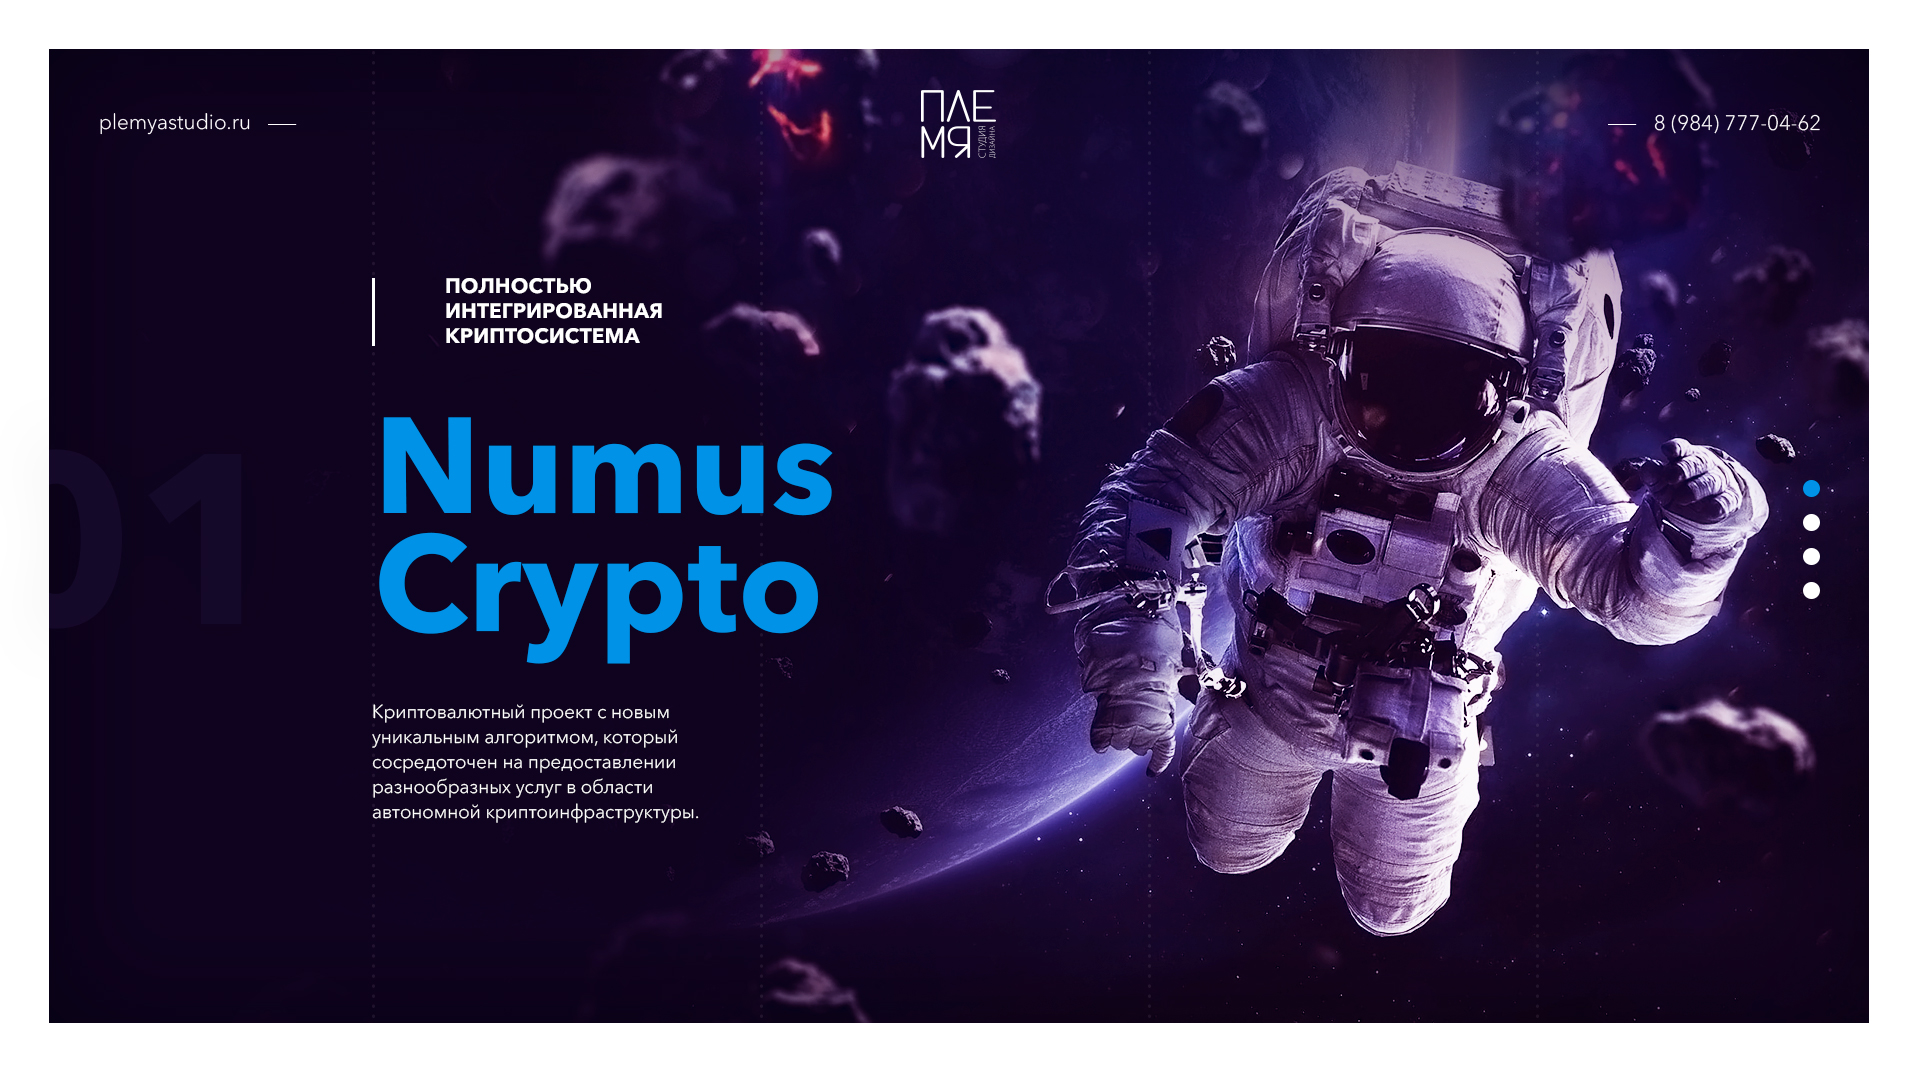 plemyastudio.ru
ПЛЕ
МЯ
СТУДИЯ
ДИЗАЙНА
8 (984) 777-04-62
ПОЛНОСТЬЮ
ИНТЕГРИРОВАННАЯ
КРИПТОСИСТЕМА
01
Numus
Crypto
Криптовалютный проект с новым
уникальным алгоритмом, который
сосредоточен на предоставлении
разнообразных услуг в области
автономной криптоинфраструктуры.